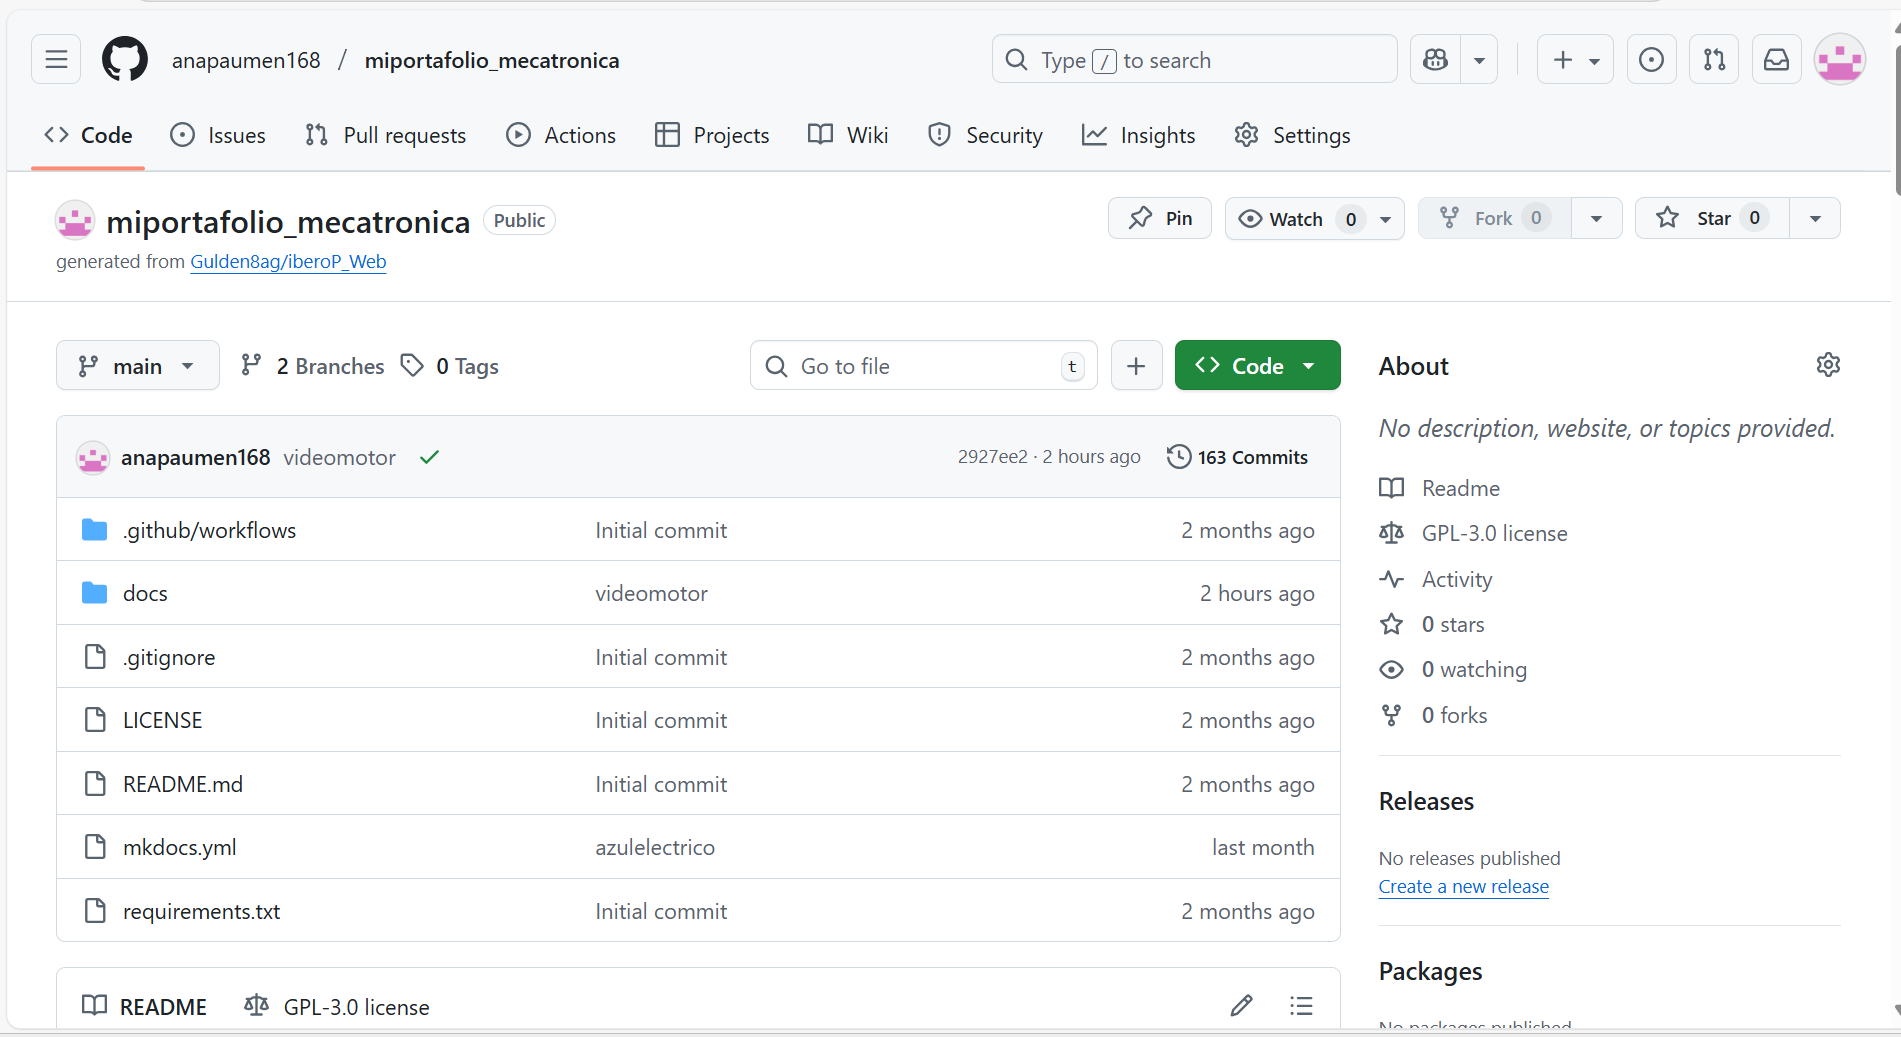 anapaumen168 / miportafolio_mecatronica
Type / to search
Code Issues Pull requests Actions Projects Wiki Security Insights Settings
miportafolio_mecatronica Public
Pin Watch 0 Fork 0 Star 0
generated from Gulden8ag/iberoP_Web
main 2 Branches 0 Tags
Go to file t
Code
About
No description, website, or topics provided.
anapaumen168 videomotor 2927ee2 · 2 hours ago 163 Commits
.github/workflows Initial commit 2 months ago
docs videomotor 2 hours ago
.gitignore Initial commit 2 months ago
LICENSE Initial commit 2 months ago
README.md Initial commit 2 months ago
mkdocs.yml azulelectrico last month
requirements.txt Initial commit 2 months ago
README GPL-3.0 license
Readme
GPL-3.0 license
Activity
0 stars
0 watching
0 forks
Releases
No releases published
Create a new release
Packages
No packages published